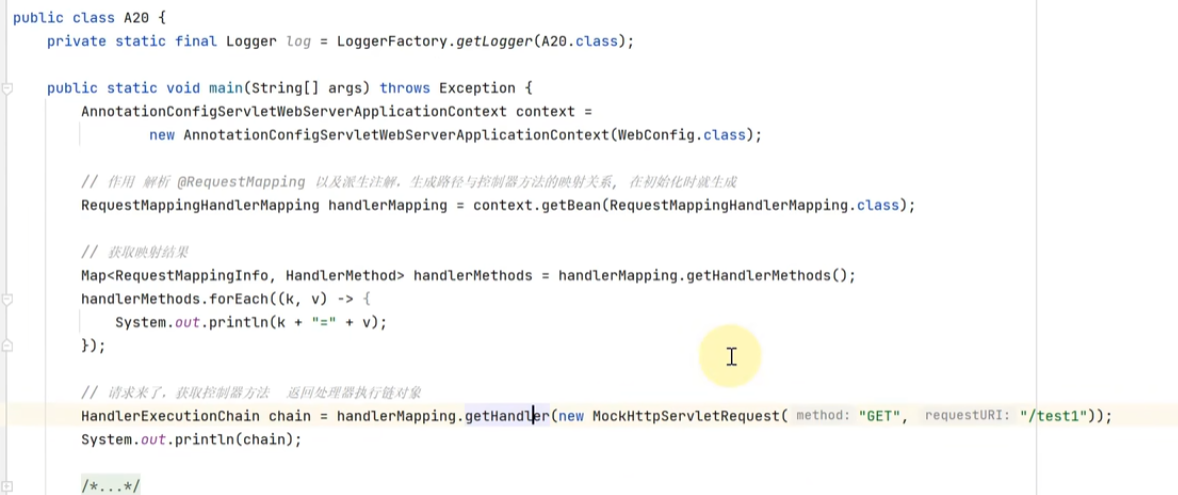 public class A20 {
private static final Logger log = LoggerFactory.getLogger(A20.class);
public static void main(String[] args) throws Exception {
AnnotationConfigServletWebServerApplicationContext context =
new AnnotationConfigServletWebServerApplicationContext(WebConfig.class);
// 作用 解析 @RequestMapping 以及派生注解，生成路径与控制器方法的映射关系, 在初始化时就生成
RequestMappingHandlerMapping handlerMapping = context.getBean(RequestMappingHandlerMapping.class);
// 获取映射结果
Map<RequestMappingInfo, HandlerMethod> handlerMethods = handlerMapping.getHandlerMethods();
handlerMethods.forEach((k, v) -> {
System.out.println(k + "=" + v);
});
// 请求来了，获取控制器方法 返回处理器执行链对象
HandlerExecutionChain chain = handlerMapping.getHandler(new MockHttpServletRequest( method: "GET", requestURI: "/test1"));
System.out.println(chain);
/*...*/